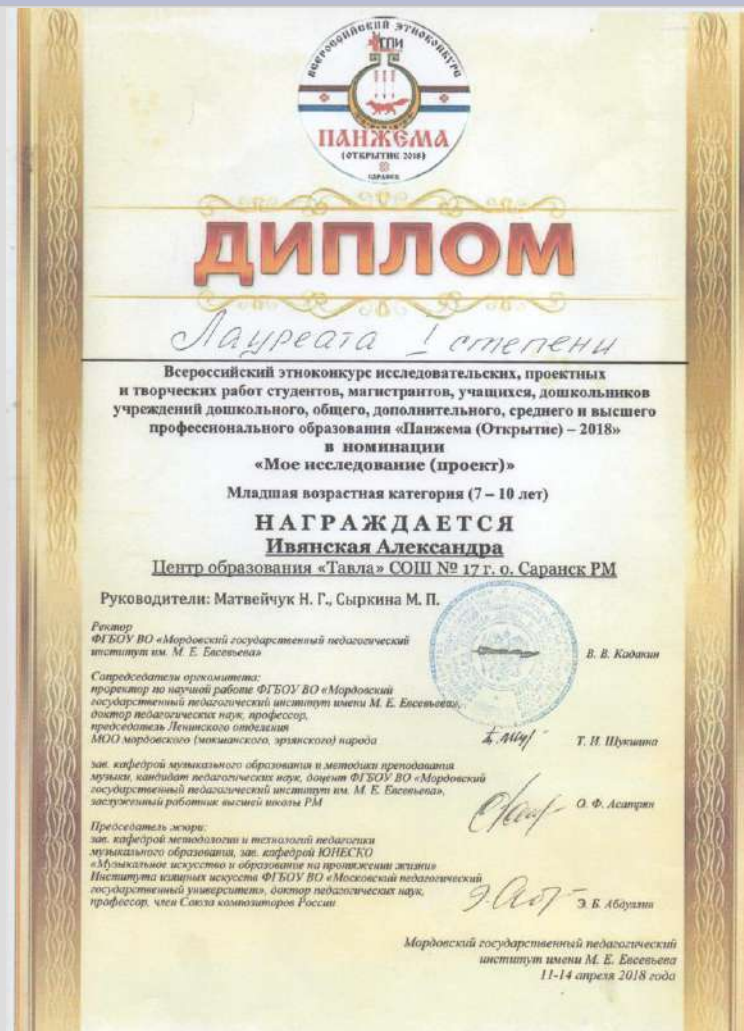 ВСЕРОССИЙСКИЙ ЭТНОКОНКУРС
ПАНЖЕМА
(ОТКРЫТИЕ 2018)
САРАНСК
ДИПЛОМ
Лауреата I степени
Всероссийский этноконкурс исследовательских, проектных
и творческих работ студентов, магистрантов, учащихся, дошкольников
учреждений дошкольного, общего, дополнительного, среднего и высшего
профессионального образования «Панжема (Открытие) – 2018»
в номинации
«Мое исследование (проект)»
Младшая возрастная категория (7 – 10 лет)
НАГРАЖДАЕТСЯ
Ивянская Александра
Центр образования «Тавла» СОШ № 17 г. о. Саранск РМ
Руководители: Матвейчук Н. Г., Сыркина М. П.
Ректор
ФГБОУ ВО «Мордовский государственный педагогический
институт им. М. Е. Евсевьева»
В. В. Кадакин
Сопредседатели оргкомитета:
проректор по научной работе ФГБОУ ВО «Мордовский
государственный педагогический институт имени М. Е. Евсевьева»,
доктор педагогических наук, профессор,
председатель Ленинского отделения
МОО мордовского (мокшанского, эрзянского) народа
Т. И. Шукшина
зав. кафедрой музыкального образования и методики преподавания
музыки, кандидат педагогических наук, доцент ФГБОУ ВО «Мордовский
государственный педагогический институт им. М. Е. Евсевьева»,
заслуженный работник высшей школы РМ
О. Ф. Асатрян
Председатель жюри:
зав. кафедрой методологии и технологий педагогики
музыкального образования, зав. кафедрой ЮНЕСКО
«Музыкальное искусство и образование на протяжении жизни»
Института изящных искусств ФГБОУ ВО «Московский педагогический
государственный университет», доктор педагогических наук,
профессор, член Союза композиторов России
Э. Б. Абдуллин
Мордовский государственный педагогический
институт имени М. Е. Евсевьева
11-14 апреля 2018 года